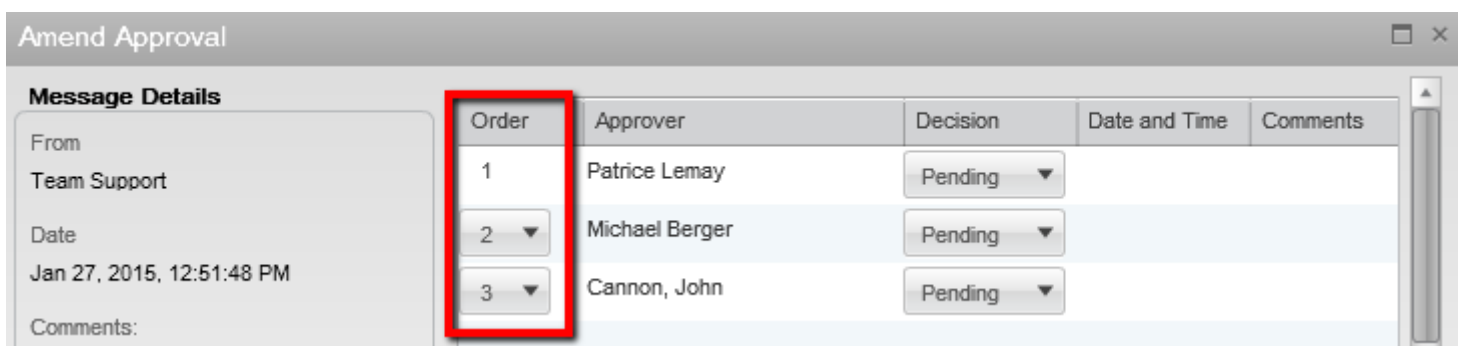 Amend Approval
Message Details
From
Team Support
Date
Jan 27, 2015, 12:51:48 PM
Comments:
Order Approver Decision Date and Time Comments
1 Patrice Lemay Pending
2 Michael Berger Pending
3 Cannon, John Pending